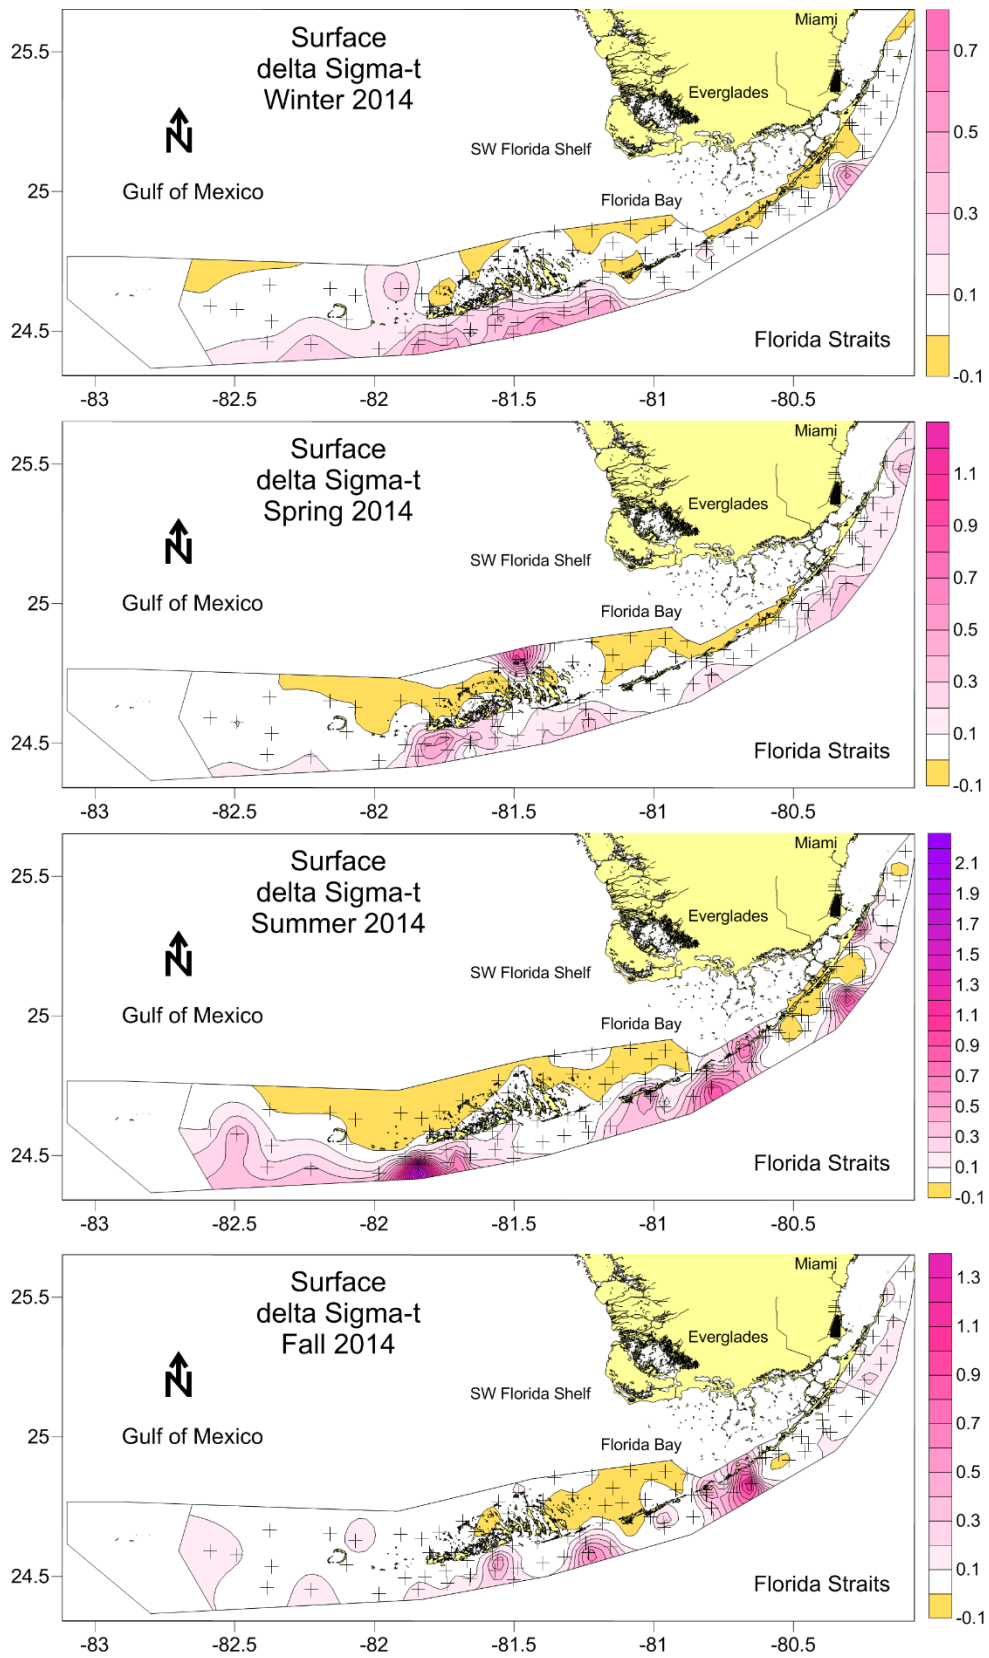 Surface
delta Sigma-t
Winter 2014
N
Gulf of Mexico
SW Florida Shelf
Everglades
Miami
Florida Bay
Florida Straits
25.5
25
24.5
-83
-82.5
-82
-81.5
-81
-80.5
0.7
0.5
0.3
0.1
-0.1
Surface
delta Sigma-t
Spring 2014
N
Gulf of Mexico
SW Florida Shelf
Everglades
Miami
Florida Bay
Florida Straits
25.5
25
24.5
-83
-82.5
-82
-81.5
-81
-80.5
1.1
0.9
0.7
0.5
0.3
0.1
-0.1
Surface
delta Sigma-t
Summer 2014
N
Gulf of Mexico
SW Florida Shelf
Everglades
Miami
Florida Bay
Florida Straits
25.5
25
24.5
-83
-82.5
-82
-81.5
-81
-80.5
2.1
1.9
1.7
1.5
1.3
1.1
0.9
0.7
0.5
0.3
0.1
-0.1
Surface
delta Sigma-t
Fall 2014
N
Gulf of Mexico
SW Florida Shelf
Everglades
Miami
Florida Bay
Florida Straits
25.5
25
24.5
-83
-82.5
-82
-81.5
-81
-80.5
1.3
1.1
0.9
0.7
0.5
0.3
0.1
-0.1